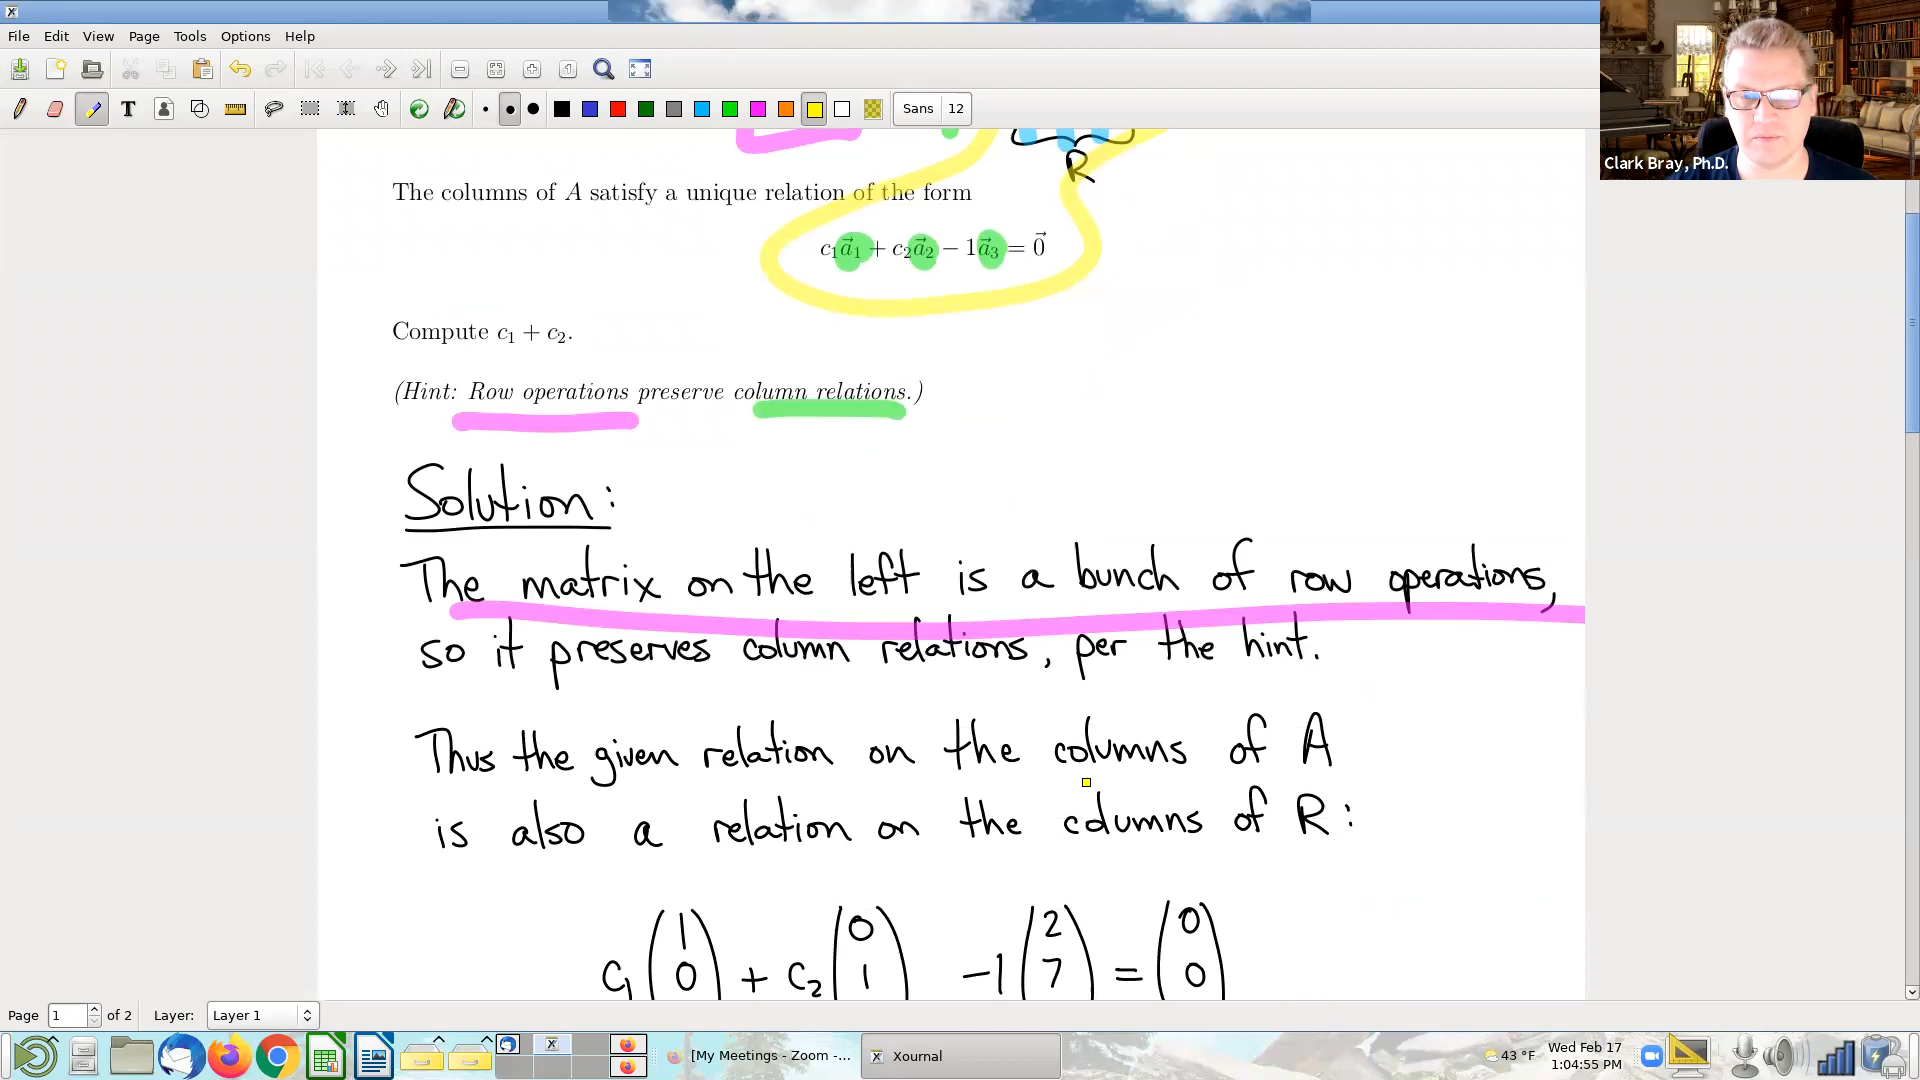 File Edit View Page Tools Options Help
Sans 12
Clark Bray, Ph.D.
R
The columns of A satisfy a unique relation of the form
c₁a⃗₁ + c₂a⃗₂ − 1a⃗₃ = 0⃗
Compute c₁ + c₂.
(Hint: Row operations preserve column relations.)
Solution:
The matrix on the left is a bunch of row operations,
so it preserves column relations, per the hint.
Thus the given relation on the columns of A
is also a relation on the columns of R:
1 0 2 0
c₁ 0 + c₂ 1 −1 7 = 0
Page 1 of 2 Layer: Layer 1
[My Meetings - Zoom -... Xournal 43 °F Wed Feb 17
1:04:55 PM